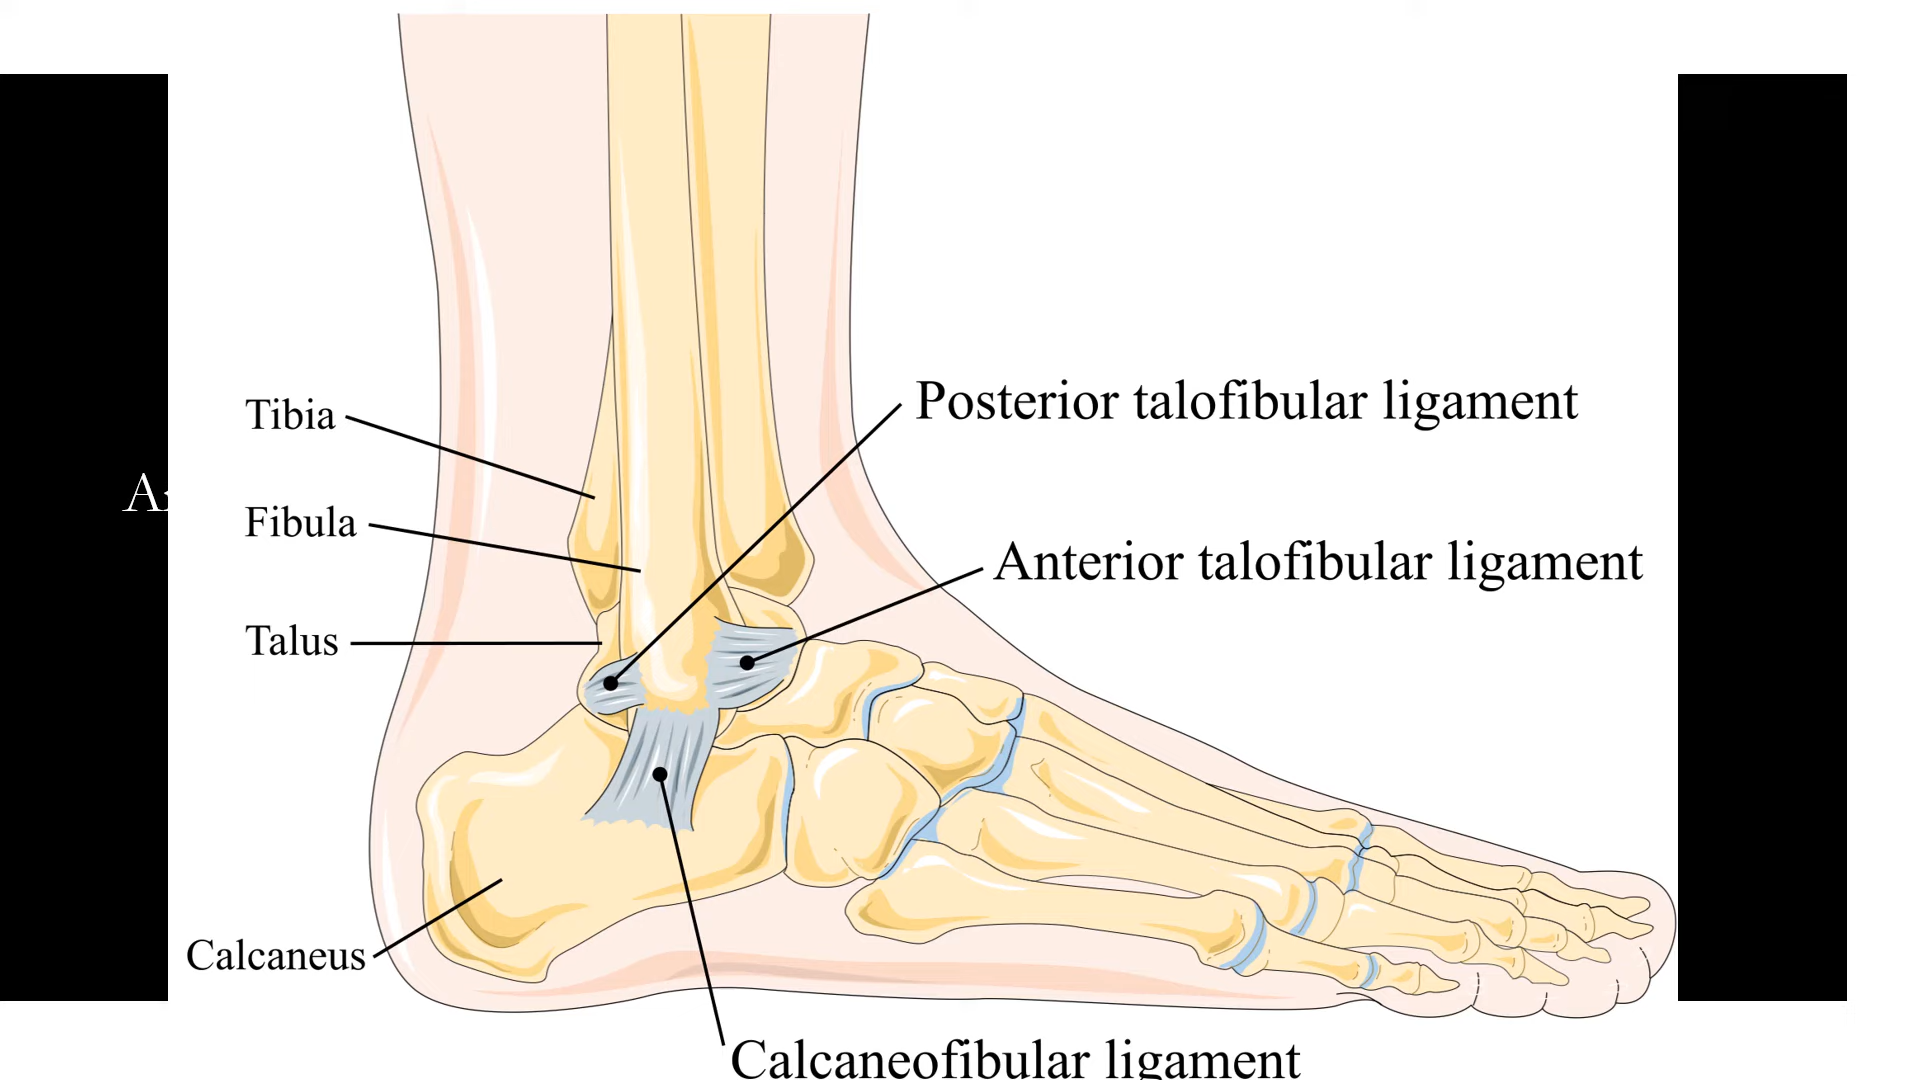 Posterior talofibular ligament
Tibia
Fibula
Anterior talofibular ligament
Talus
Calcaneus
Calcaneofibular ligament